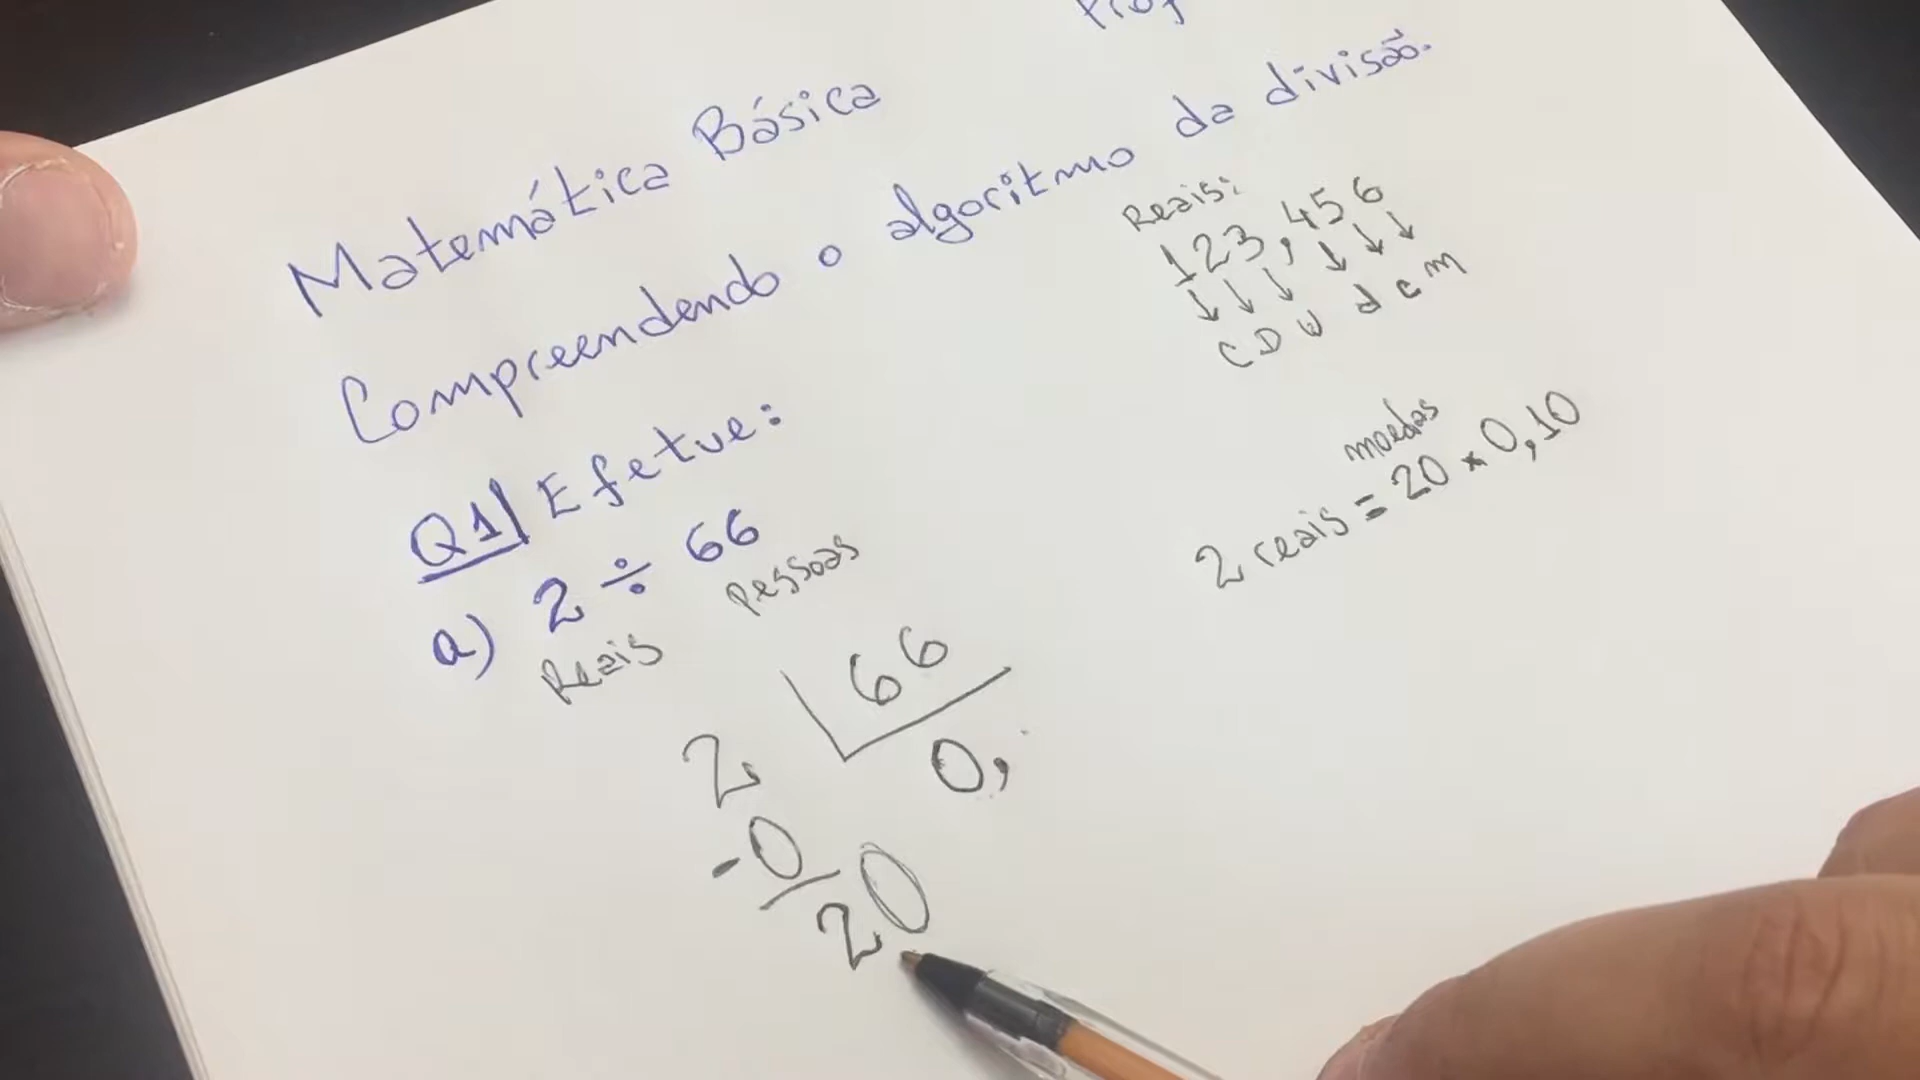 Prof
Matemática Básica
Compreendendo o algoritmo da divisão.
Reais:
123,456
C D U d c m
Q1) Efetue:
a) 2 ÷ 66
Reais pessoas
moedas
2 reais = 20 * 0,10
2 66
-0 0,
20